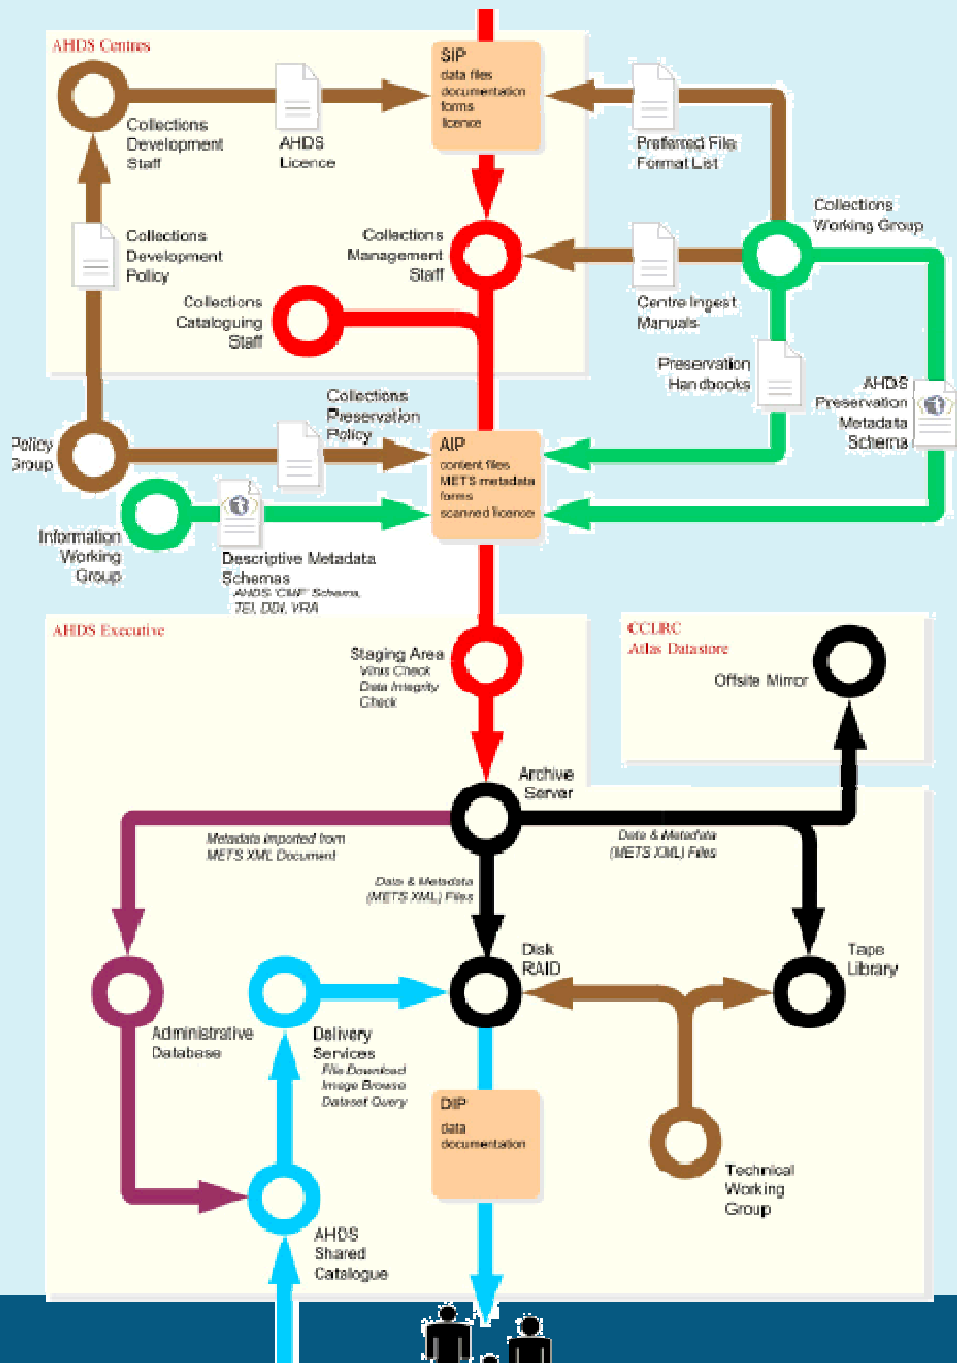 AHDS Centres
SIP
data files
documentation
forms
licence
Collections
Development
Staff
AHDS
Licence
Preferred File
Format List
Collections
Working Group
Collections
Development
Policy
Collections
Management
Staff
Collections
Cataloguing
Staff
Centre Ingest
Manuals
Preservation
Handbooks
AHDS
Preservation
Metadata
Schema
Collections
Preservation
Policy
Policy
Group
AIP
content files
METS metadata
forms
scanned licence
Information
Working
Group
Descriptive Metadata
Schemas
AHDS 'CMF' Schema,
TEI, DDI, VRA
AHDS Executive
Staging Area
Virus Check
Data Integrity
Check
CCLRC
Atlas Datastore
Offsite Mirror
Archive
Server
Metadata imported from
METS XML Document
Data & Metadata
(METS XML) Files
Data & Metadata
(METS XML) Files
Disk
RAID
Tape
Library
Administrative
Database
Delivery
Services
File Download
Image Browse
Dataset Query
DIP
data
documentation
Technical
Working
Group
AHDS
Shared
Catalogue